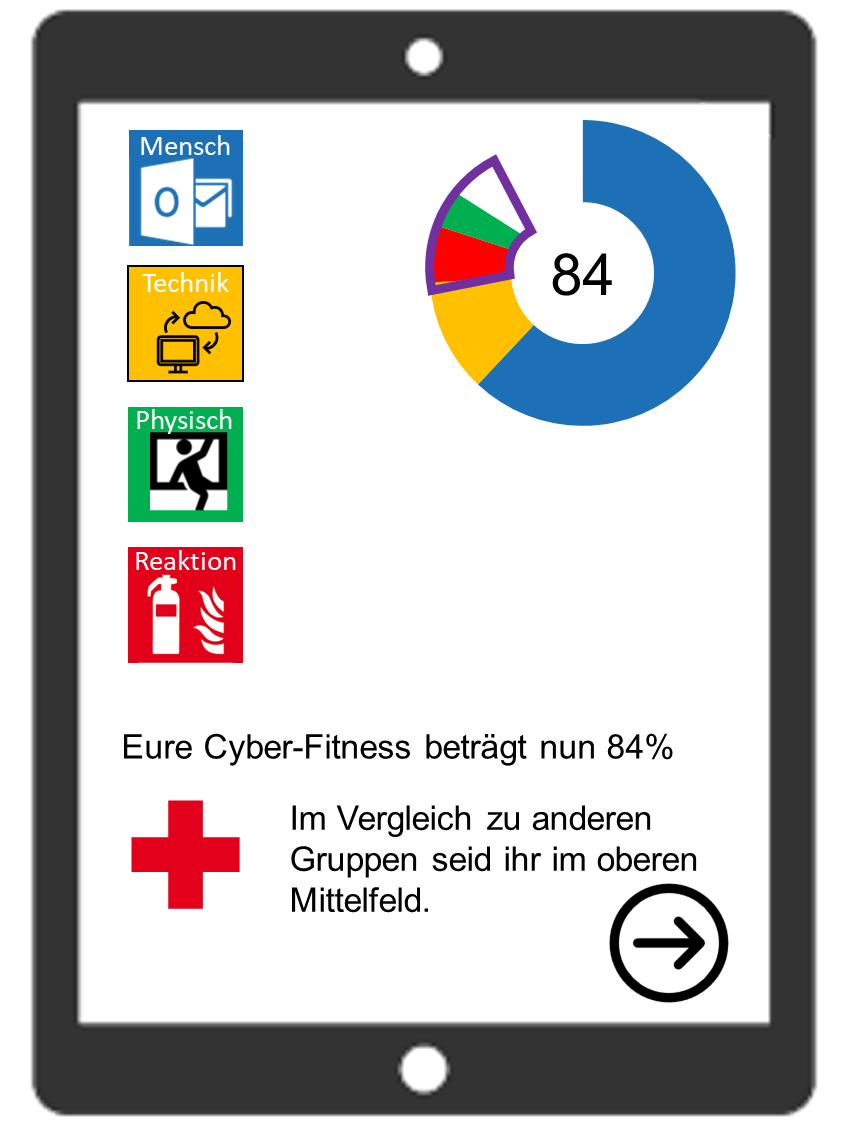 Mensch
O
84
Technik
Physisch
Reaktion
Eure Cyber-Fitness beträgt nun 84%
Im Vergleich zu anderen
Gruppen seid ihr im oberen
Mittelfeld.